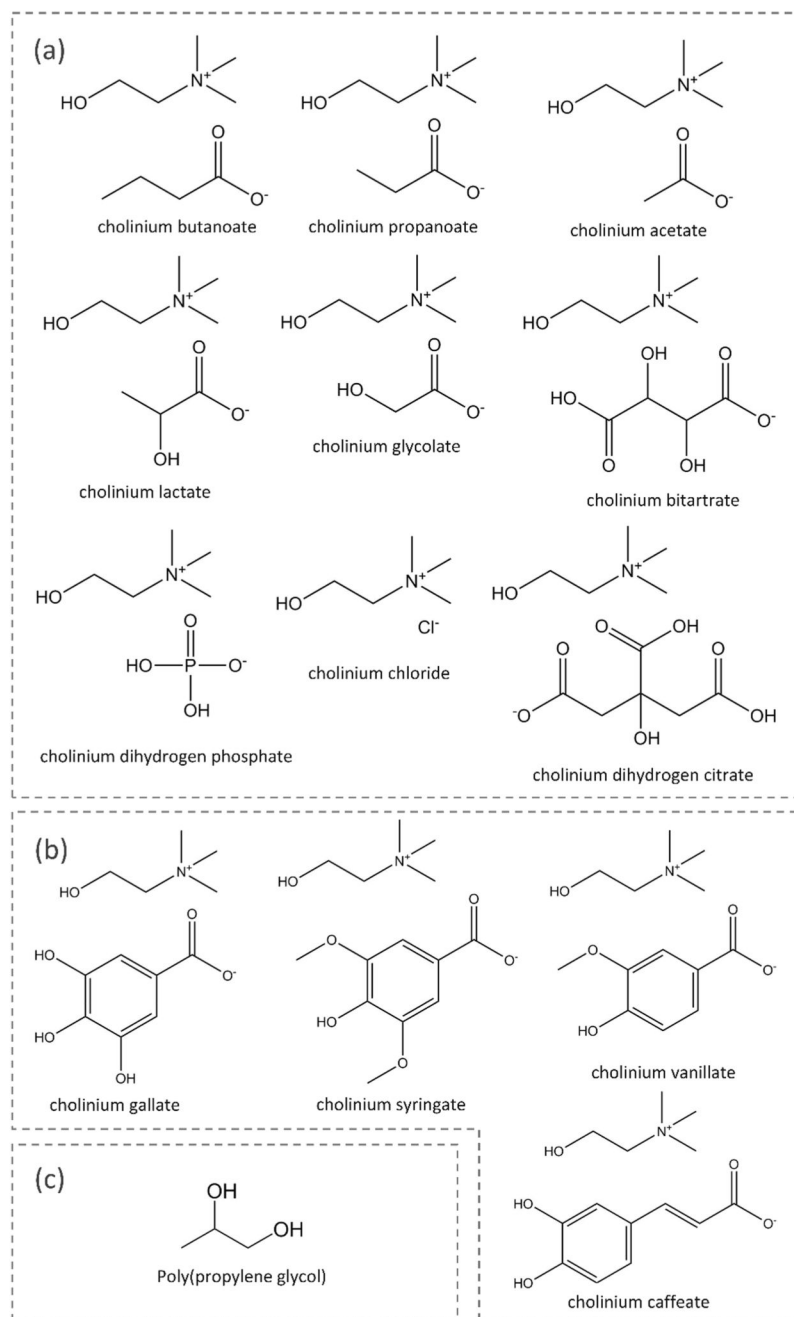 (a)
N+ N+ N+
HO HO HO
O O O
O- O- O-
cholinium butanoate cholinium propanoate cholinium acetate
N+ N+ N+
HO HO HO
O O OH O
HO HO
O- O- O-
OH O OH
cholinium lactate cholinium glycolate cholinium bitartrate
N+ N+ N+
HO HO HO
O Cl- O OH
HO P O- O O
OH -O OH OH
cholinium dihydrogen phosphate cholinium chloride cholinium dihydrogen citrate
(b)
N+ N+ N+
HO HO HO
O O O
HO O O
O- O- O-
HO HO HO
OH O
cholinium gallate cholinium syringate cholinium vanillate
N+
HO
O
HO
O-
HO
cholinium caffeate
(c)
OH
OH
Poly(propylene glycol)